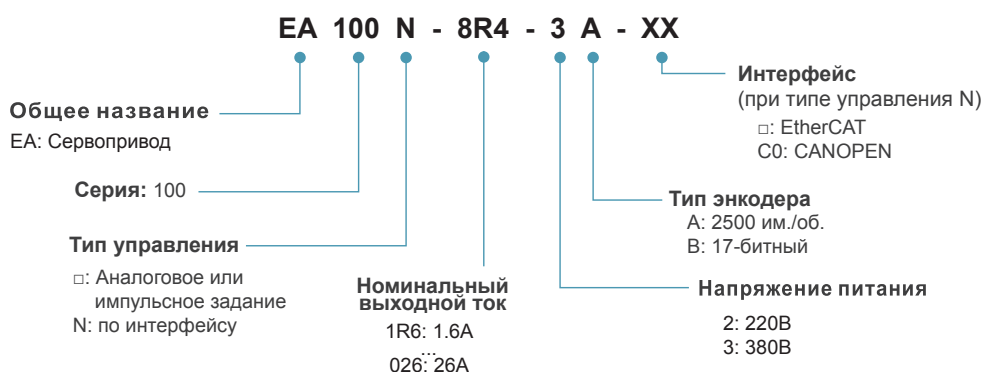 EA 100 N - 8R4 - 3 A - XX
Общее название
EA: Сервопривод
Серия: 100
Тип управления
□: Аналоговое или
импульсное задание
N: по интерфейсу
Номинальный
выходной ток
1R6: 1.6A
...
026: 26A
Интерфейс
(при типе управления N)
□: EtherCAT
C0: CANOPEN
Тип энкодера
A: 2500 им./об.
B: 17-битный
Напряжение питания
2: 220В
3: 380В